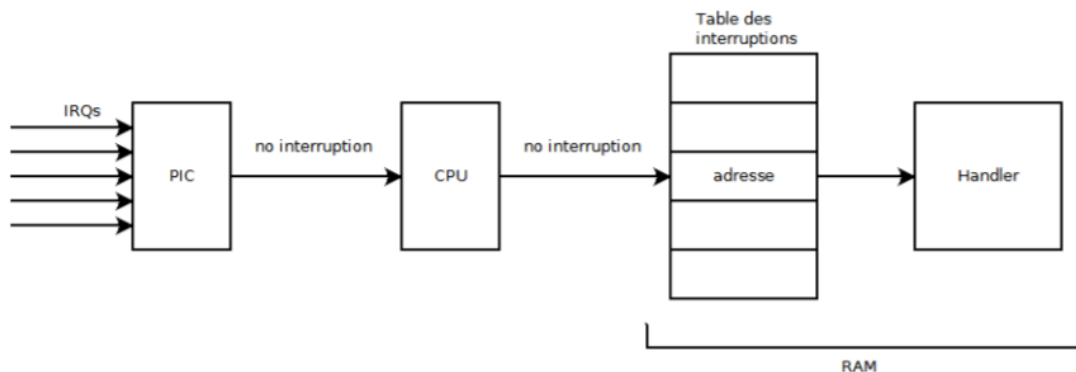 Table des
interruptions
IRQs
no interruption
no interruption
PIC
CPU
adresse
Handler
RAM